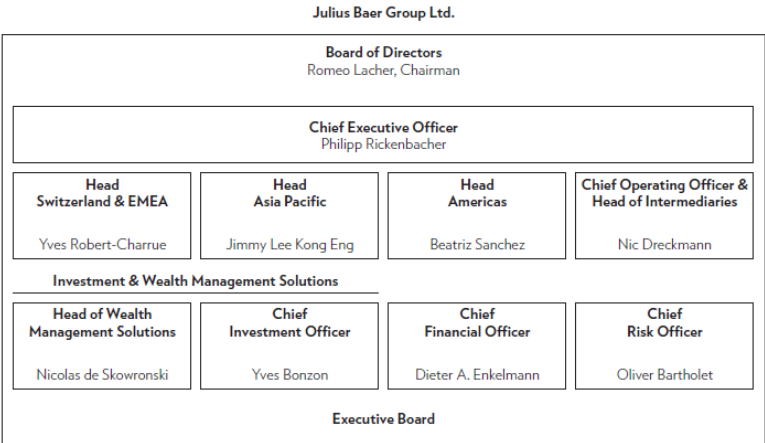 Julius Baer Group Ltd.
Board of Directors
Romeo Lacher, Chairman
Chief Executive Officer
Philipp Rickenbacher
Head
Switzerland & EMEA
Yves Robert-Charrue
Head
Asia Pacific
Jimmy Lee Kong Eng
Head
Americas
Beatriz Sanchez
Chief Operating Officer &
Head of Intermediaries
Nic Dreckmann
Investment & Wealth Management Solutions
Head of Wealth
Management Solutions
Nicolas de Skowronski
Chief
Investment Officer
Yves Bonzon
Chief
Financial Officer
Dieter A. Enkelmann
Chief
Risk Officer
Oliver Bartholet
Executive Board